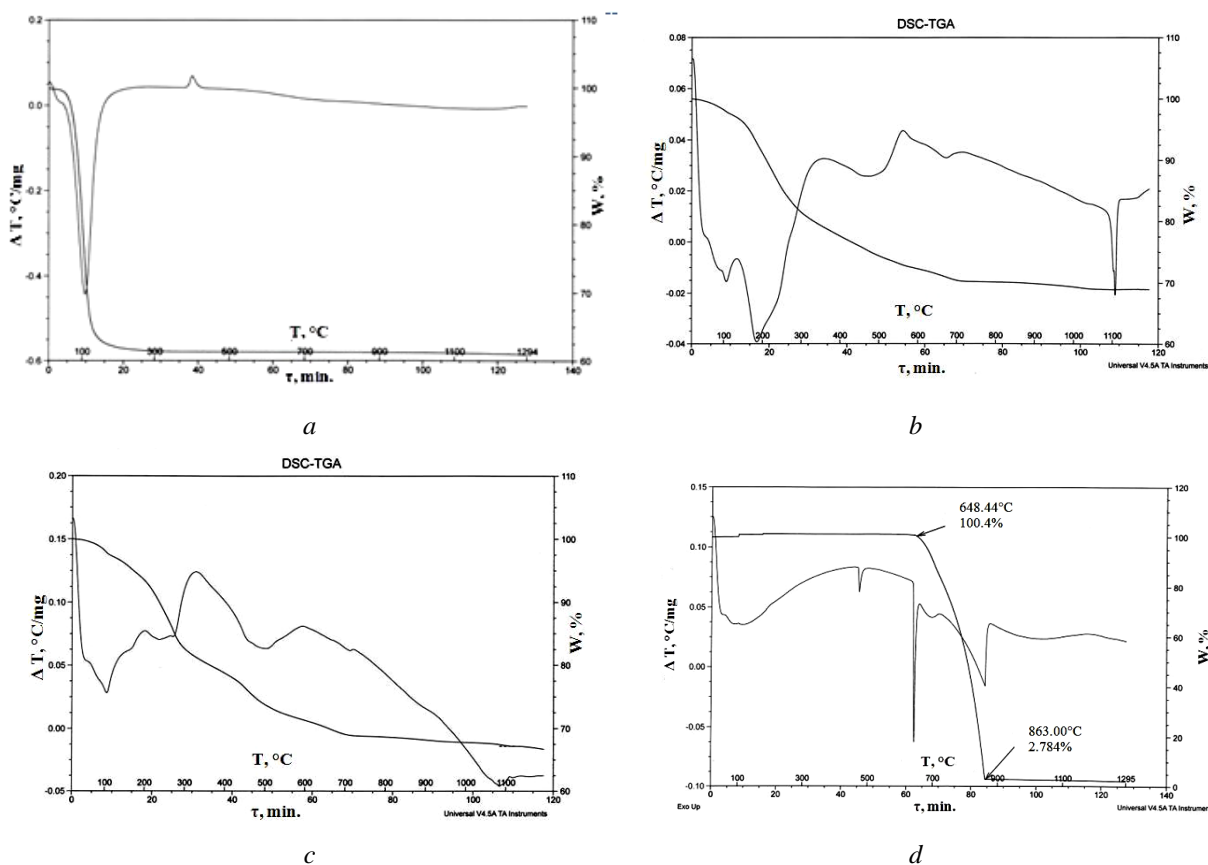 0.2
0.0
-0.2
-0.4
-0.6
Δ T, °C/mg
110
100
90
80
70
60
W, %
T, °C
100 300 500 700 900 1100 1294
0 20 40 60 80 100 120 140
τ, min.
a
DSC-TGA
0.08
0.06
0.04
0.02
0.00
-0.02
-0.04
Δ T, °C/mg
110
100
90
80
70
60
W, %
T, °C
100 200 300 400 500 600 700 800 900 1000 1100
0 20 40 60 80 100 120
τ, min.
Universal V4.5A TA Instruments
b
DSC-TGA
0.20
0.15
0.10
0.05
0.00
-0.05
Δ T, °C/mg
110
100
90
80
70
60
W, %
T, °C
100 200 300 400 500 600 700 800 900 1000 1100
0 20 40 60 80 100 120
τ, min.
Universal V4.5A TA Instruments
c
0.15
0.10
0.05
0.00
-0.05
-0.10
Δ T, °C/mg
120
100
80
60
40
20
0
W, %
648.44°C
100.4%
863.00°C
2.784%
T, °C
100 500 700 900 1100 1295
0 20 40 60 80 100 120 140
Exo Up
τ, min.
Universal V4.5A TA Instruments
d